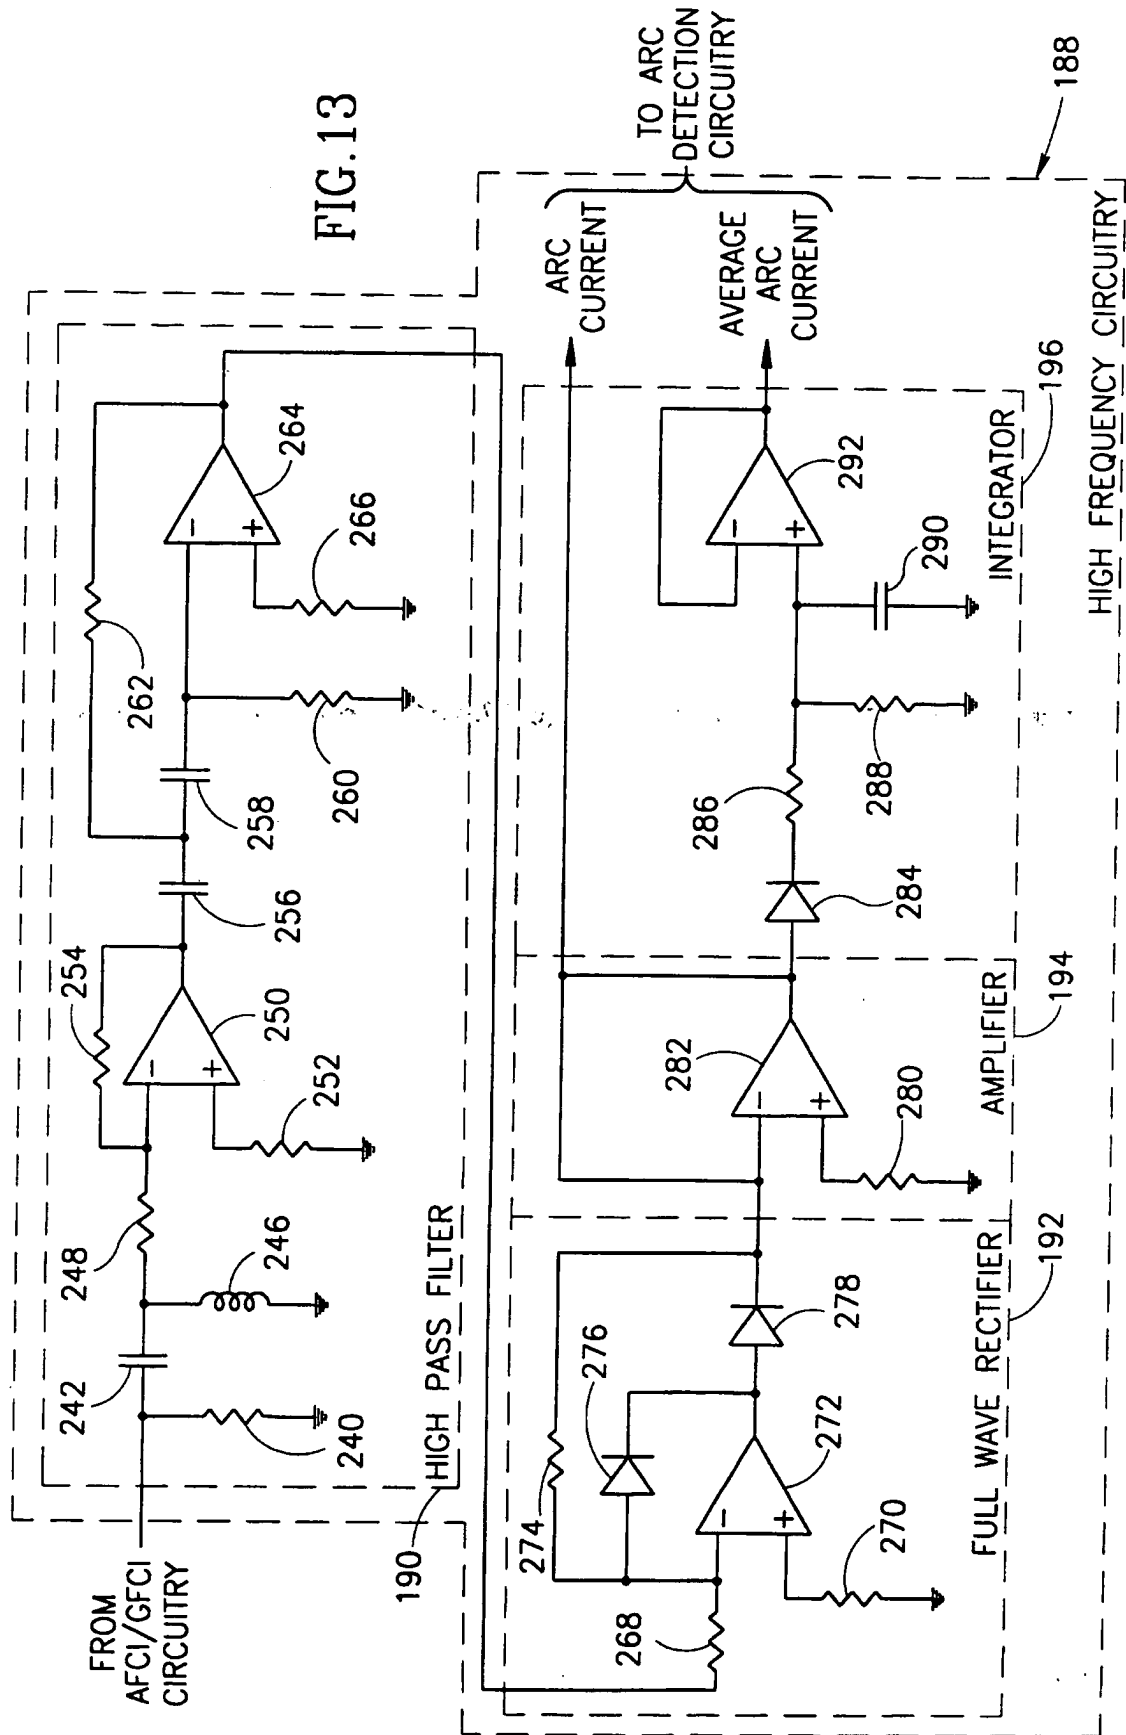 FIG.13
FROM
AFCI/GFCI
CIRCUITRY
190
HIGH PASS FILTER
240
242
246
248
252
250
254
256
258
260
262
266
264
268
270
272
274
276
278
FULL WAVE RECTIFIER
192
280
282
AMPLIFIER
194
284
286
288
290
292
INTEGRATOR
196
ARC
CURRENT
AVERAGE
ARC
CURRENT
TO ARC
DETECTION
CIRCUITRY
HIGH FREQUENCY CIRCUITRY
188
−
+
−
+
−
+
−
+
−
+